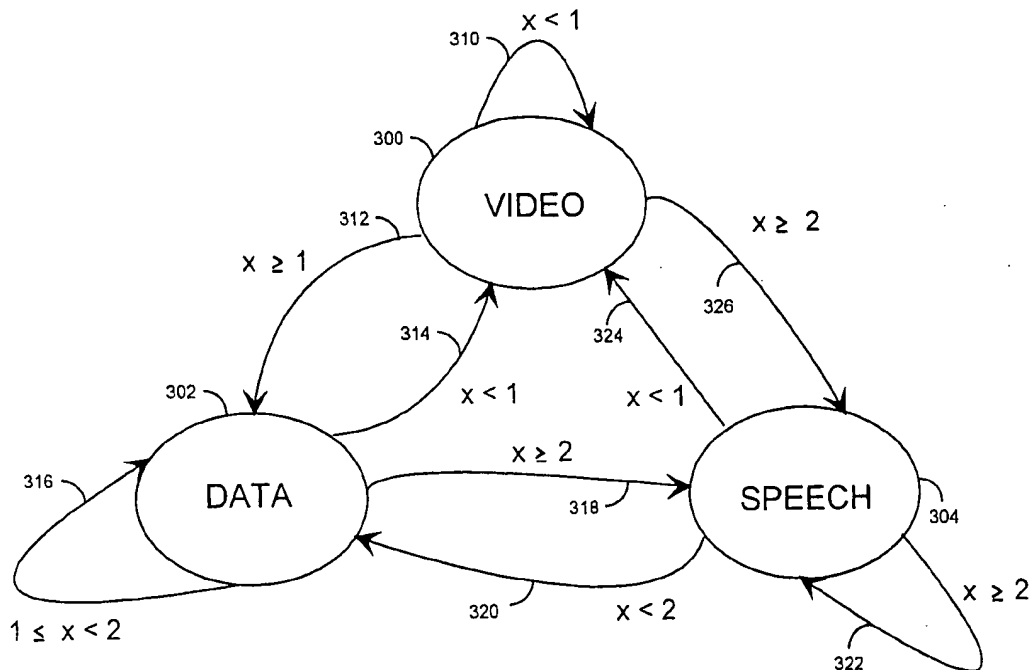 x < 1
310
300
VIDEO
312
x ≥ 1
x ≥ 2
326
314
324
302
x < 1
x < 1
316
DATA
x ≥ 2
318
SPEECH
304
320
x < 2
x ≥ 2
1 ≤ x < 2
322